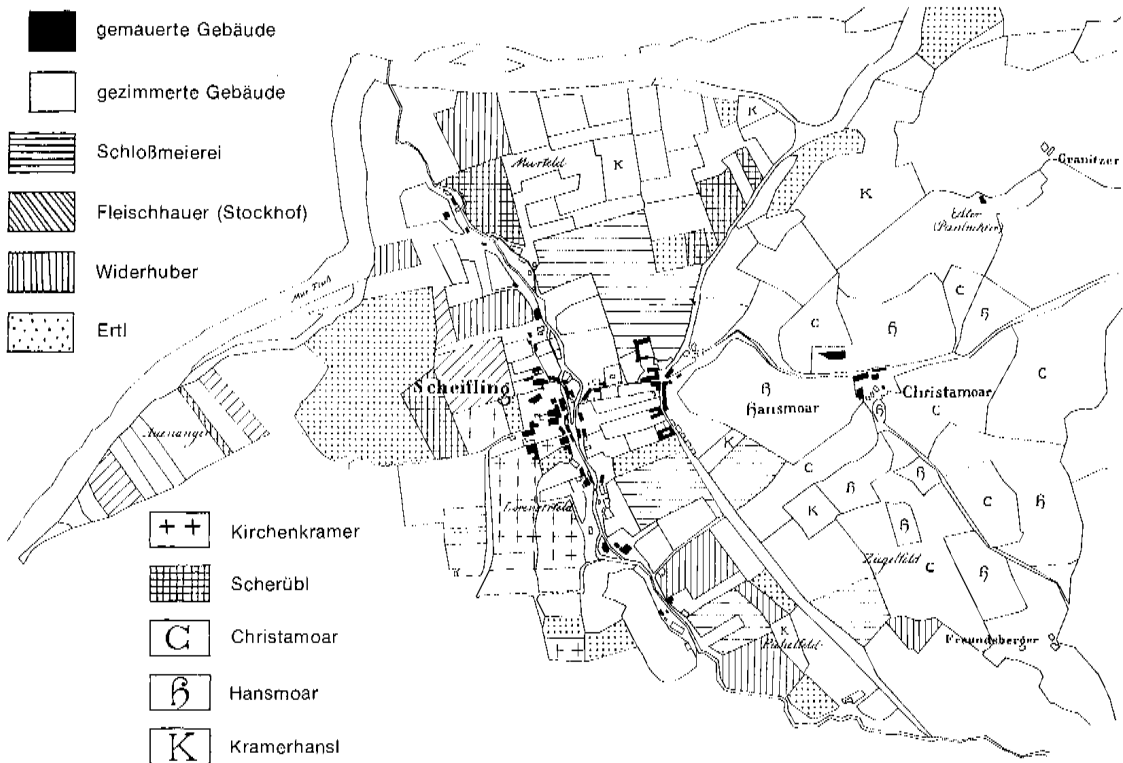 gemauerte Gebäude
gezimmerte Gebäude
Schloßmeierei
Fleischhauer (Stockhof)
Widerhuber
Ertl
K
Murfeld
K
Granitzer
K
Mur Fluß
C
H
C
H
Scheifling
H
Hansmoar
Christamoar
C
C
H
K
C
H
H
C
H
K
H
Zügelfeld
C
H
K
Freundsberger
+ +
Kirchenkramer
Scherübl
C
Christamoar
H
Hansmoar
K
Kramerhansl